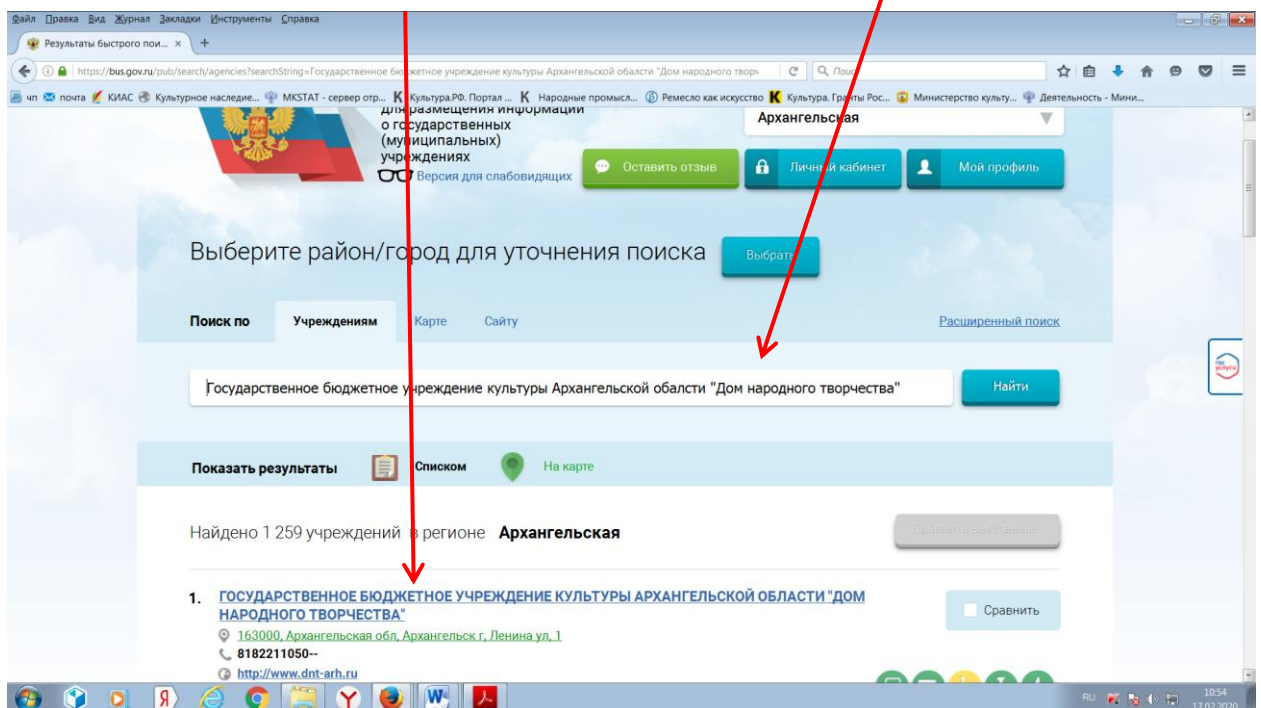 Файл Правка Вид Журнал Закладки Инструменты Справка
Результаты быстрого пои... × +
https://bus.gov.ru/pub/search/agencies?searchString=Государственное бюджетное учреждение культуры Архангельской обалсти "Дом народного творч
Поиск
чп почта КИАС Культурное наследие... MKSTAT - сервер отр... Культура.РФ. Портал ... Народные промысл... Ремесло как искусство Культура. Гранты Рос... Министерство культу... Деятельность - Мини...
для размещения информации
о государственных
(муниципальных)
учреждениях
Версия для слабовидящих
Архангельская
Оставить отзыв Личный кабинет Мой профиль
Выберите район/город для уточнения поиска Выбрать
Поиск по Учреждениям Карте Сайту Расширенный поиск
Государственное бюджетное учреждение культуры Архангельской обалсти "Дом народного творчества" Найти
гос
услуги
Показать результаты Списком На карте
Найдено 1 259 учреждений в регионе Архангельская Сравнить выбранные
1. ГОСУДАРСТВЕННОЕ БЮДЖЕТНОЕ УЧРЕЖДЕНИЕ КУЛЬТУРЫ АРХАНГЕЛЬСКОЙ ОБЛАСТИ "ДОМ
НАРОДНОГО ТВОРЧЕСТВА"
Сравнить
163000, Архангельская обл, Архангельск г, Ленина ул, 1
8182211050--
http://www.dnt-arh.ru
RU 10:54
17.02.2020